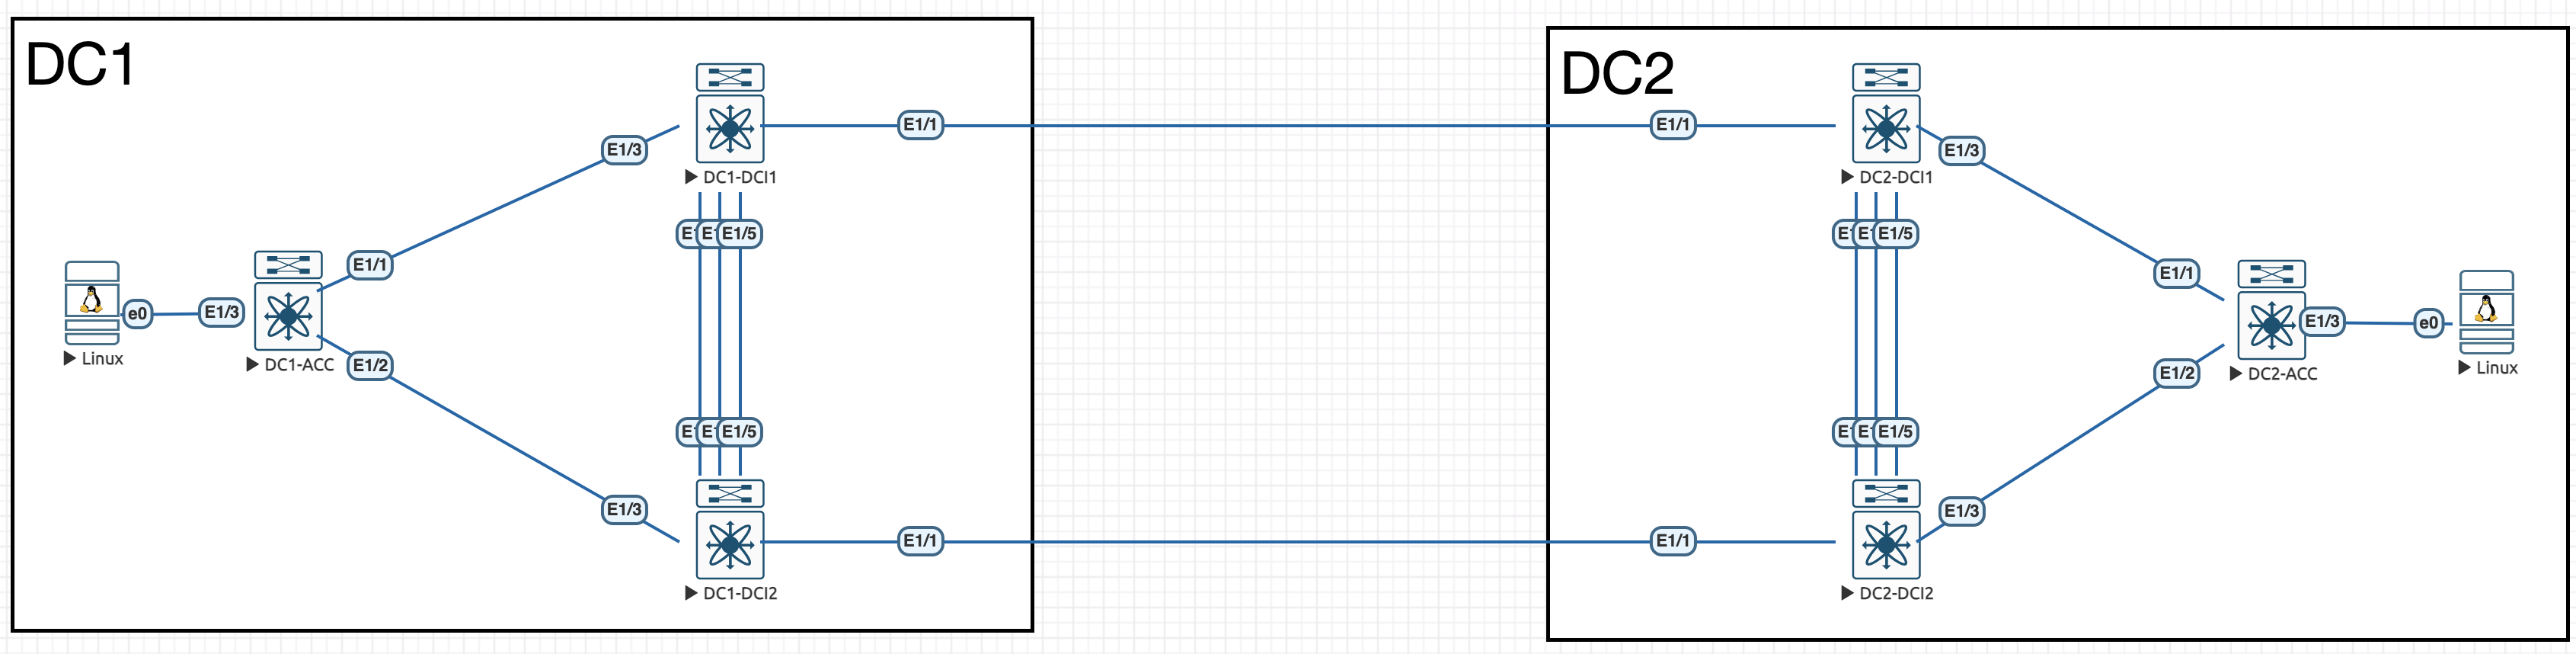 DC1
DC2
E1/1
E1/1
E1/3
E1/3
DC1-DCI1
DC2-DCI1
E1/5
E1/5
E1/1
E1/1
e0
E1/3
E1/3
e0
Linux
DC1-ACC
E1/2
E1/2
DC2-ACC
Linux
E1/5
E1/5
E1/3
E1/3
E1/1
E1/1
DC1-DCI2
DC2-DCI2